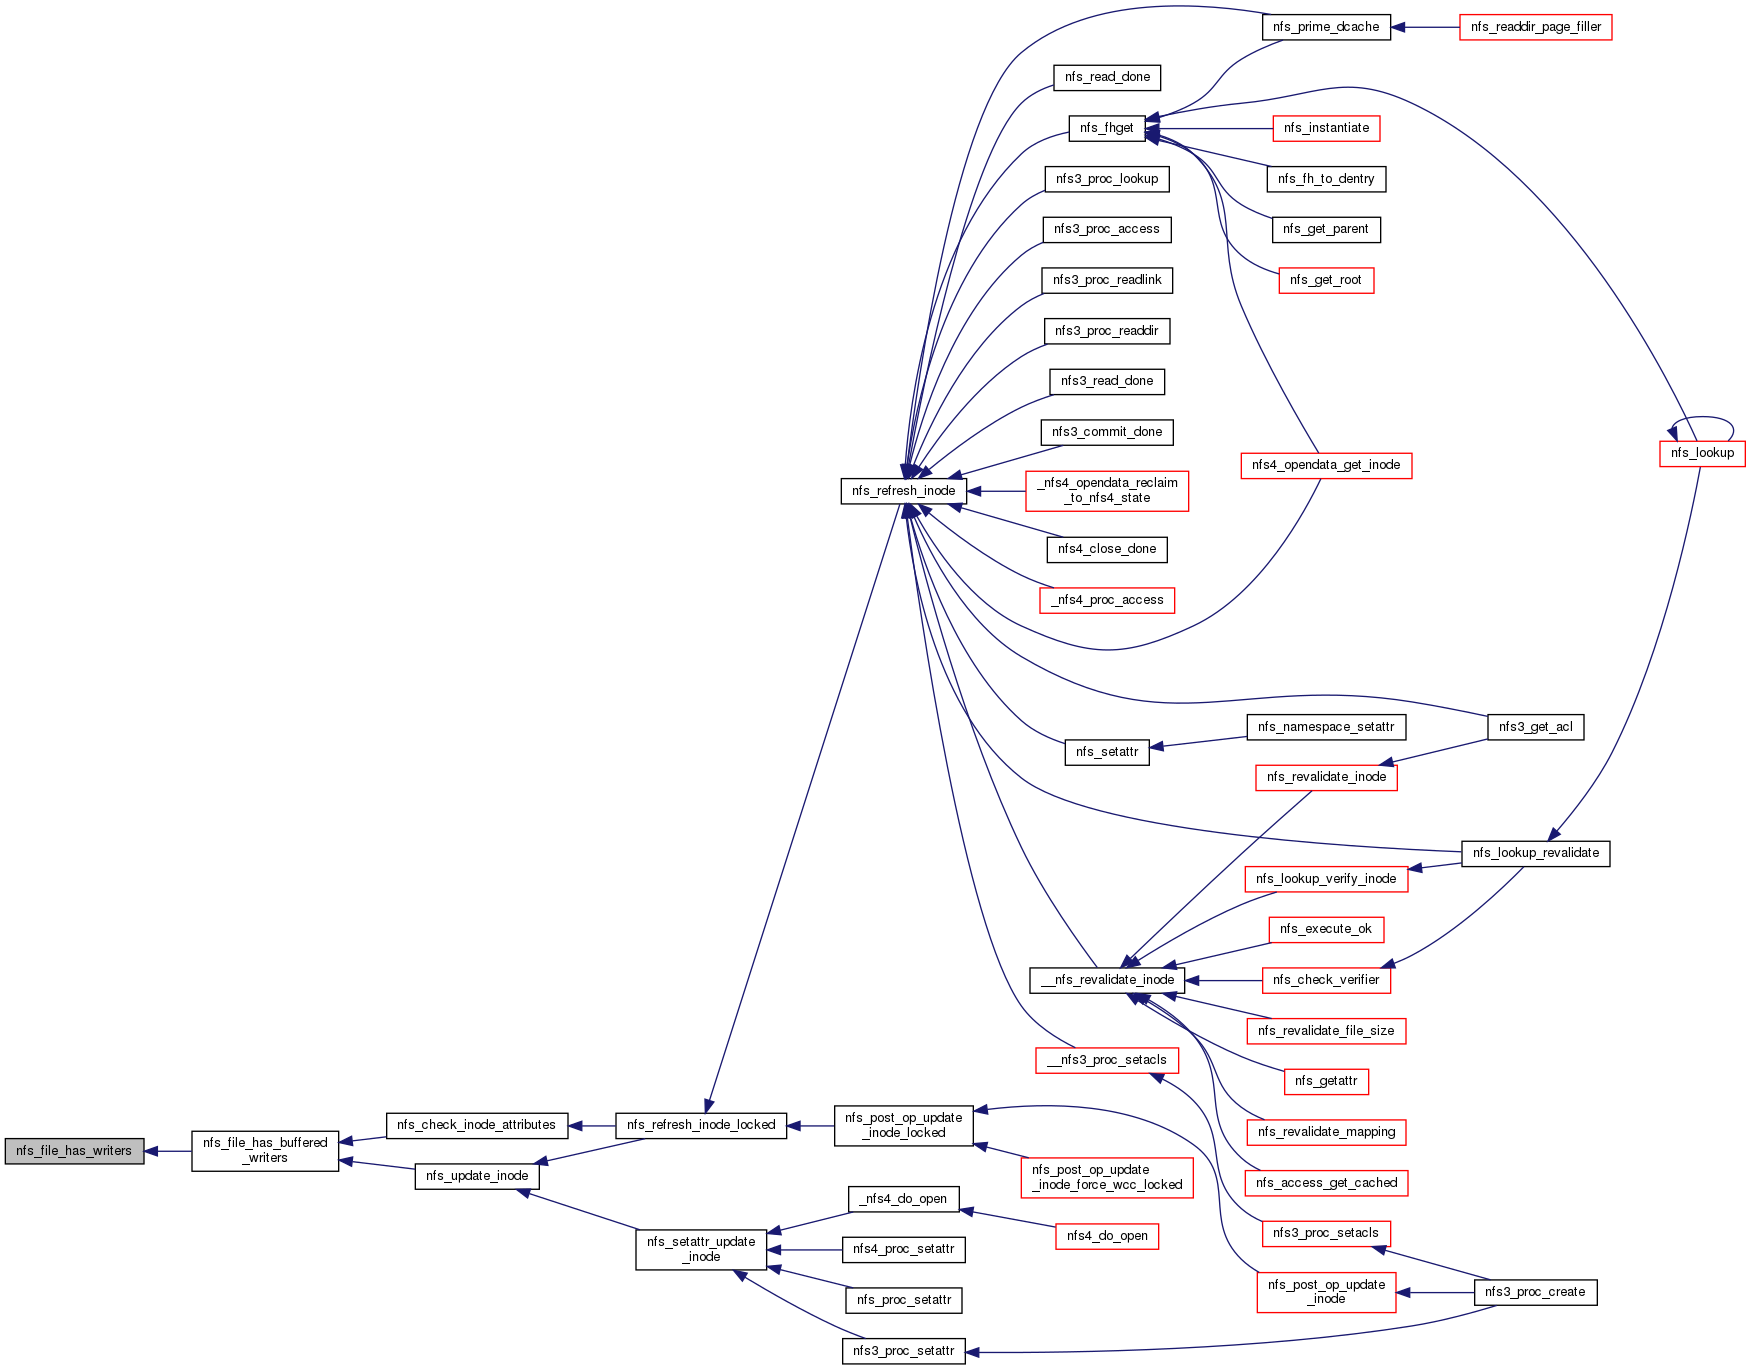 nfs_prime_dcache
nfs_readdir_page_filler
nfs_read_done
nfs_fhget
nfs_instantiate
nfs3_proc_lookup
nfs_fh_to_dentry
nfs3_proc_access
nfs_get_parent
nfs3_proc_readlink
nfs_get_root
nfs3_proc_readdir
nfs3_read_done
nfs3_commit_done
nfs_lookup
nfs4_opendata_get_inode
nfs_refresh_inode
_nfs4_opendata_reclaim
_to_nfs4_state
nfs4_close_done
_nfs4_proc_access
nfs_namespace_setattr
nfs3_get_acl
nfs_setattr
nfs_revalidate_inode
nfs_lookup_revalidate
nfs_lookup_verify_inode
nfs_execute_ok
__nfs_revalidate_inode
nfs_check_verifier
nfs_revalidate_file_size
__nfs3_proc_setacls
nfs_getattr
nfs_check_inode_attributes
nfs_refresh_inode_locked
nfs_post_op_update
_inode_locked
nfs_revalidate_mapping
nfs_file_has_writers
nfs_file_has_buffered
_writers
nfs_update_inode
nfs_post_op_update
_inode_force_wcc_locked
nfs_access_get_cached
_nfs4_do_open
nfs4_do_open
nfs3_proc_setacls
nfs_setattr_update
_inode
nfs4_proc_setattr
nfs_proc_setattr
nfs_post_op_update
_inode
nfs3_proc_create
nfs3_proc_setattr